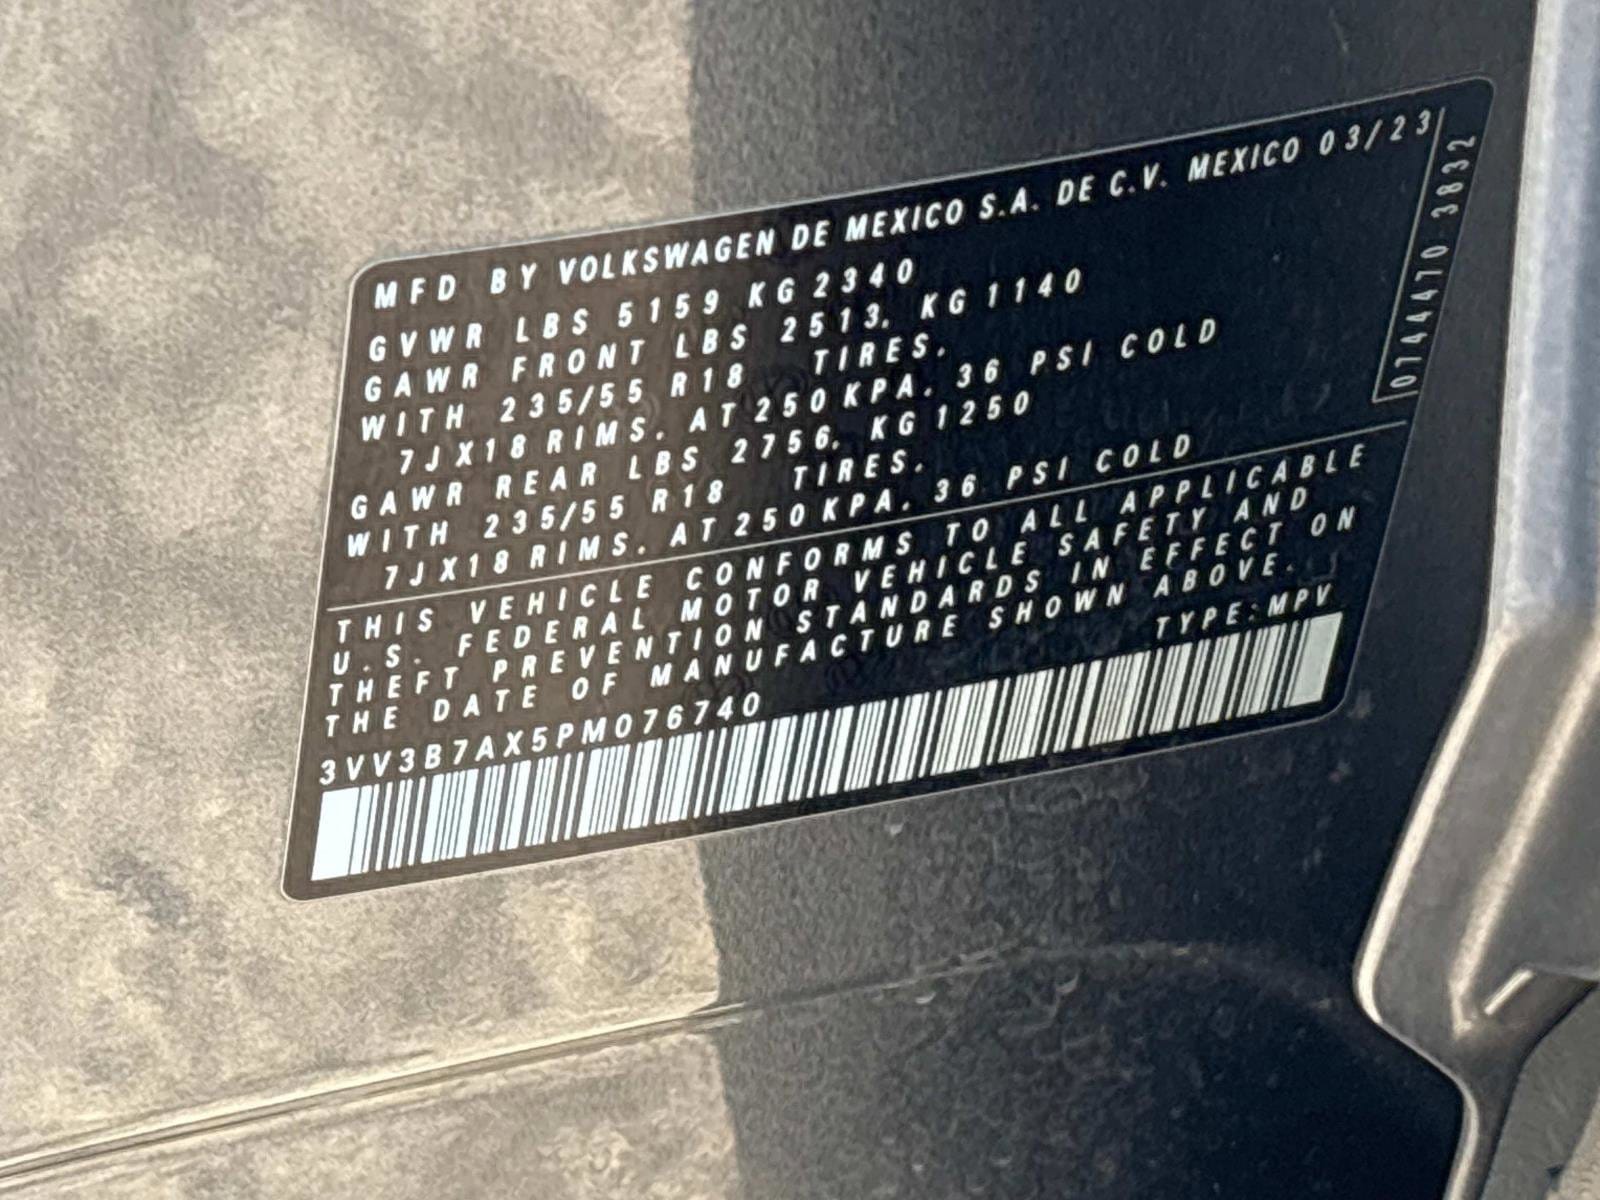 MFD BY VOLKSWAGEN DE MEXICO S.A. DE C.V. MEXICO 03/23
GVWR LBS 5159 KG 2340
GAWR FRONT LBS 2513. KG 1140
WITH 235/55 R18 TIRES.
7JX18 RIMS. AT 250 KPA. 36 PSI COLD
GAWR REAR LBS 2756. KG 1250
WITH 235/55 R18 TIRES.
7JX18 RIMS. AT 250 KPA. 36 PSI COLD
THIS VEHICLE CONFORMS TO ALL APPLICABLE
U.S. FEDERAL MOTOR VEHICLE SAFETY AND
THEFT PREVENTION STANDARDS IN EFFECT ON
THE DATE OF MANUFACTURE SHOWN ABOVE.
TYPE:MPV
3VV3B7AX5PM076740
07444470 3832